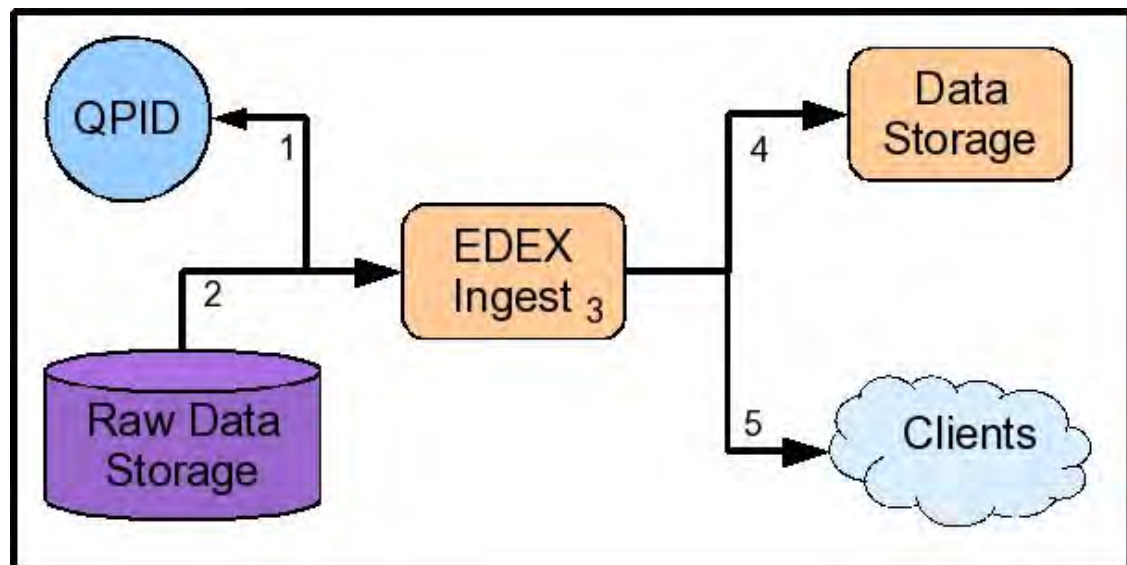 QPID
1
2
Raw Data
Storage
EDEX
Ingest 3
4
Data
Storage
5
Clients